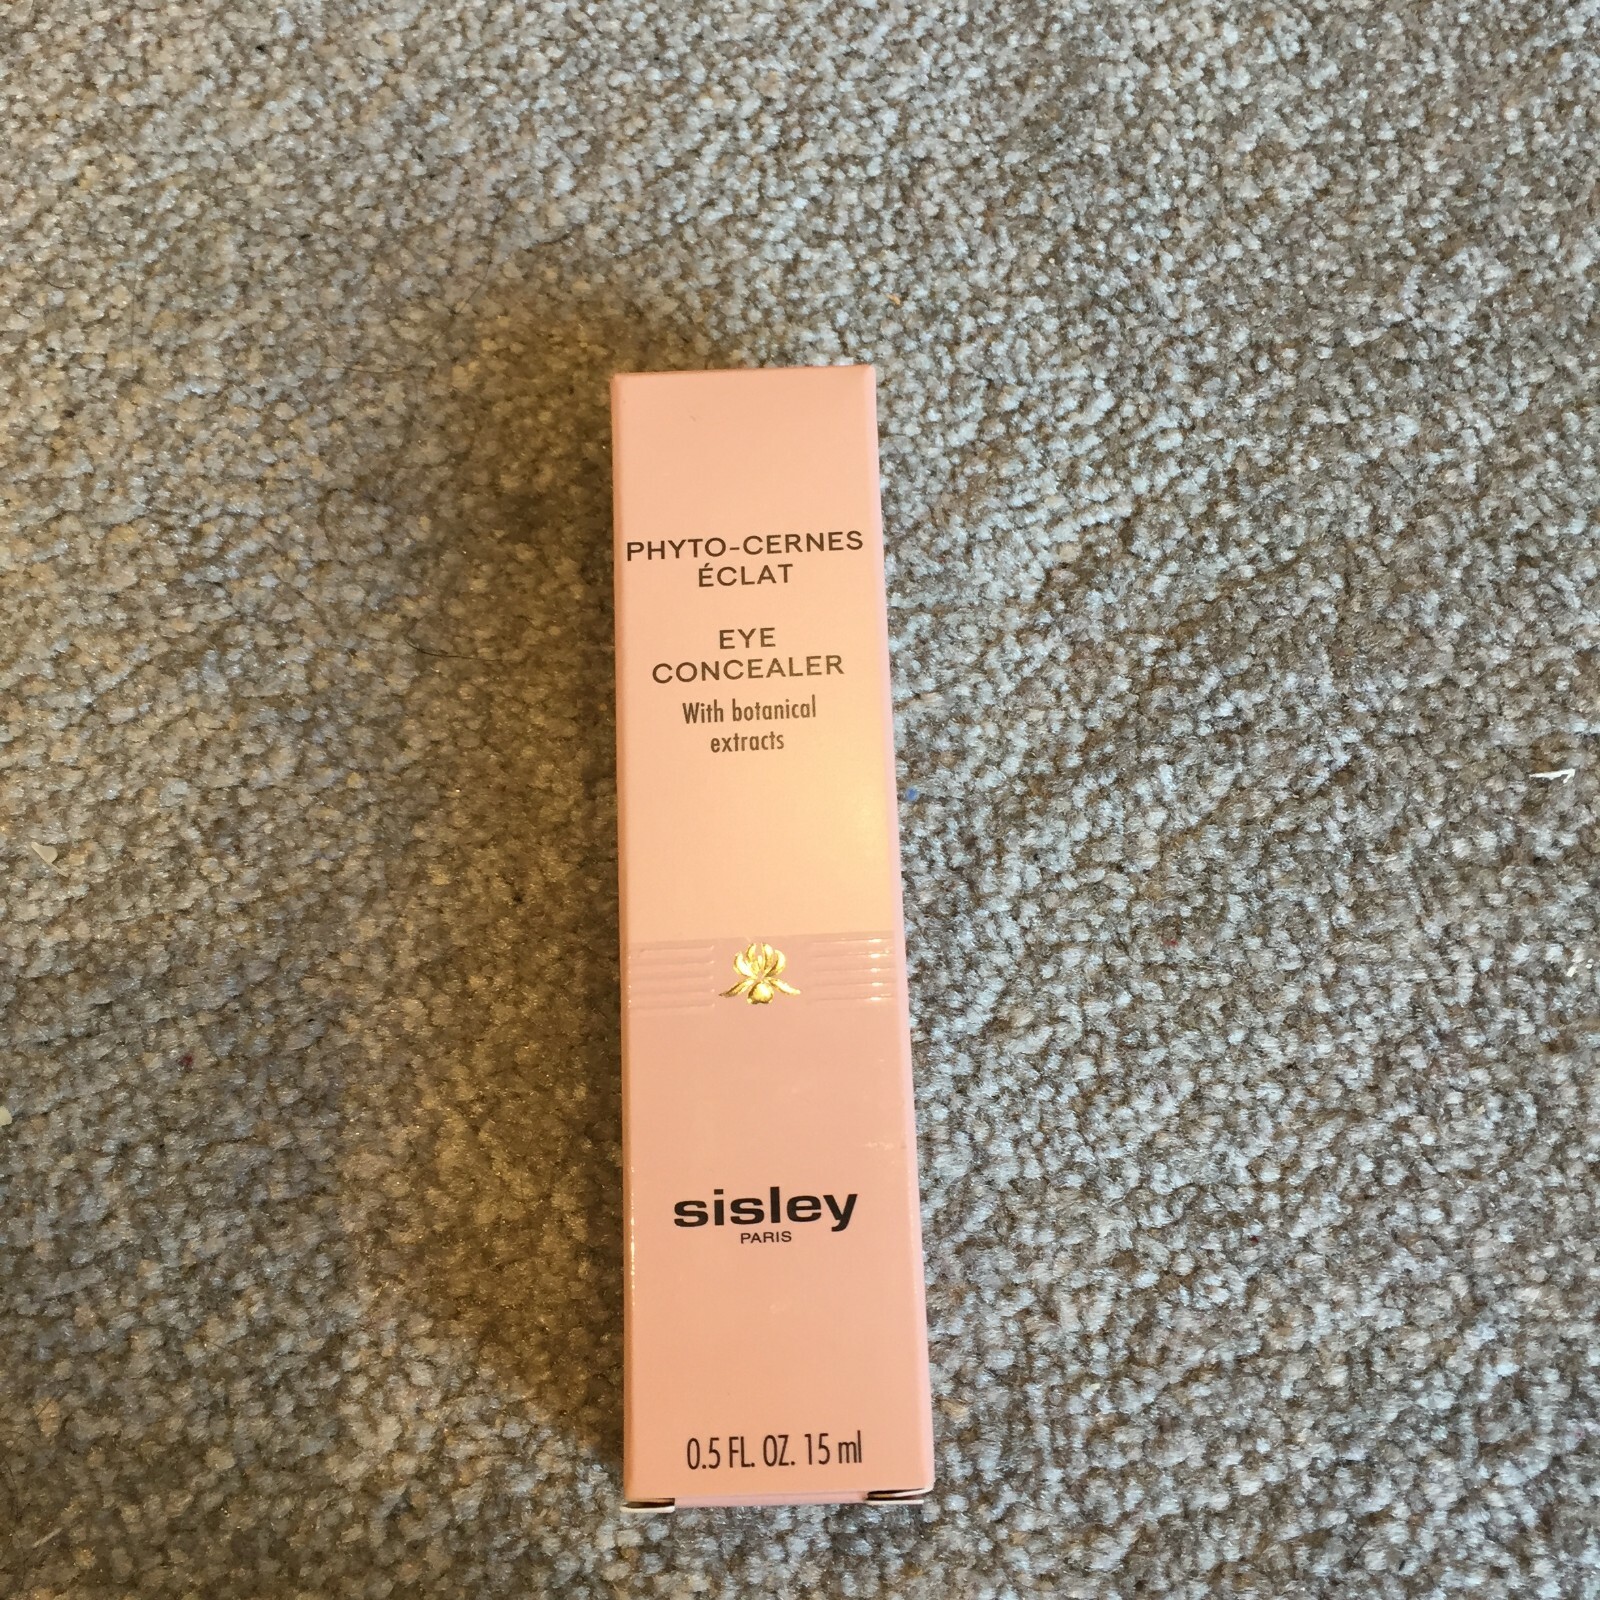 PHYTO-CERNES
ÉCLAT
EYE
CONCEALER
With botanical
extracts
sisley
PARIS
0.5 FL. OZ. 15 ml